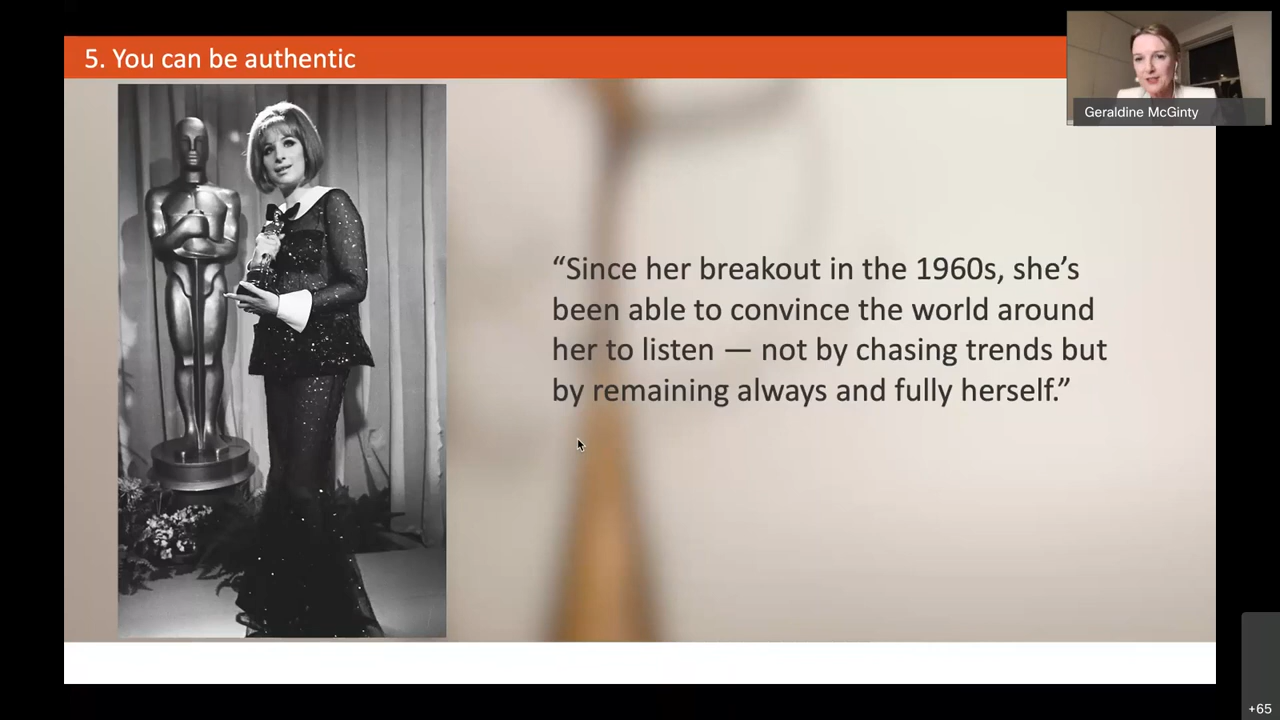 5. You can be authentic
Geraldine McGinty
“Since her breakout in the 1960s, she’s
been able to convince the world around
her to listen — not by chasing trends but
by remaining always and fully herself.”
+65